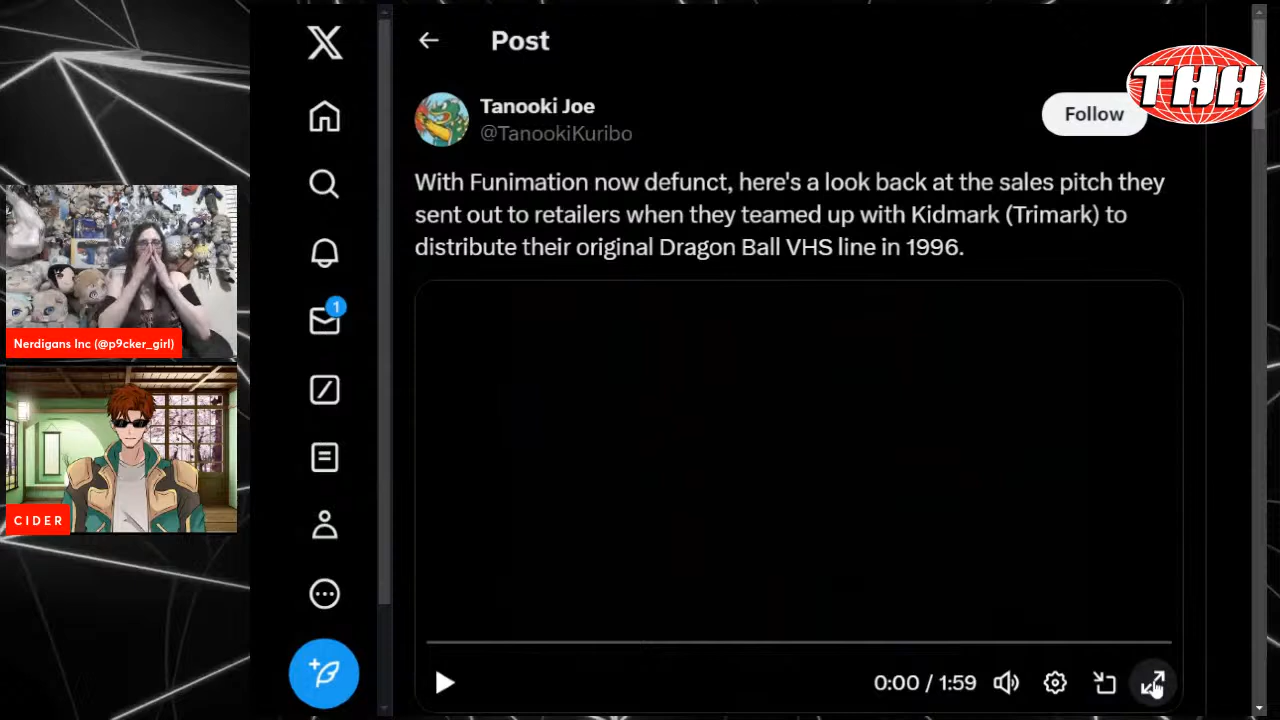 Post
THH
Tanooki Joe
@TanookiKuribo
Follow
With Funimation now defunct, here's a look back at the sales pitch they
sent out to retailers when they teamed up with Kidmark (Trimark) to
distribute their original Dragon Ball VHS line in 1996.
1
Nerdigans Inc (@p9cker_girl)
CIDER
0:00 / 1:59